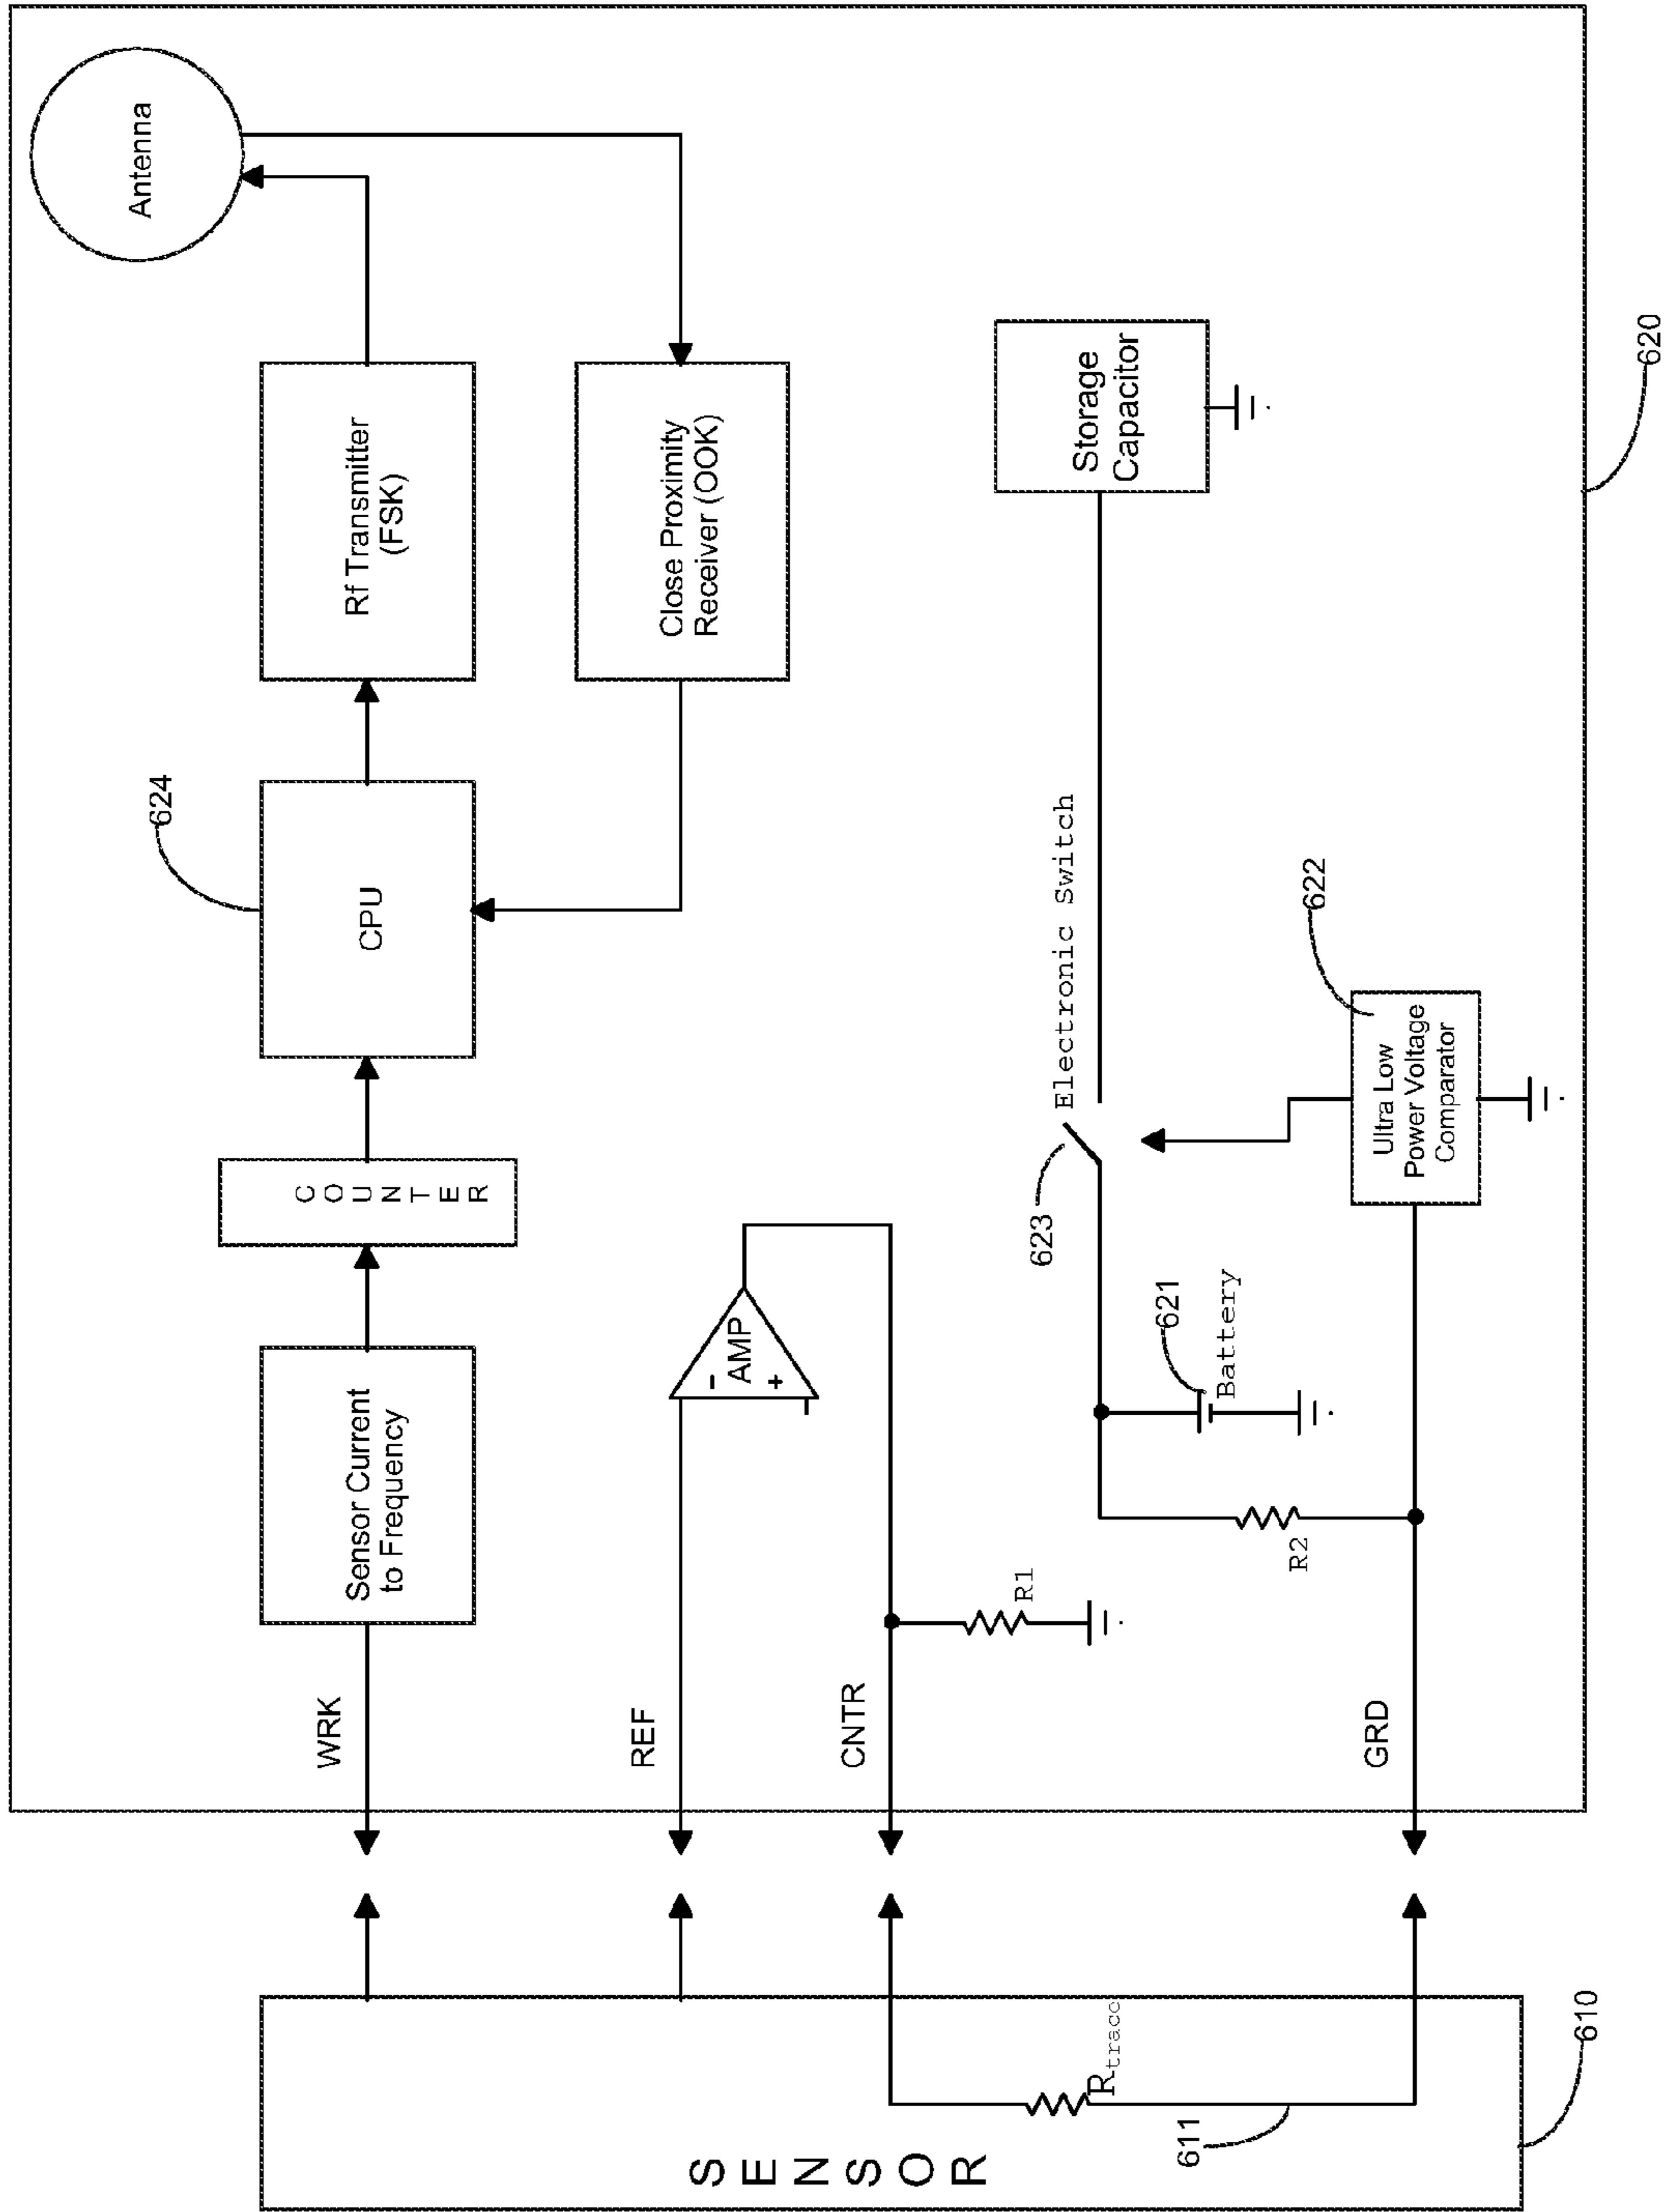 SENSOR
610
611
Rtrace
WRK
REF
CNTR
GRD
Sensor Current
to Frequency
COUNTER
CPU
624
Rf Transmitter
(FSK)
Antenna
Close Proximity
Receiver (OOK)
-
AMP
+
R1
R2
621
Battery
623
Electronic Switch
Storage
Capacitor
Ultra Low
Power Voltage
Comparator
622
620